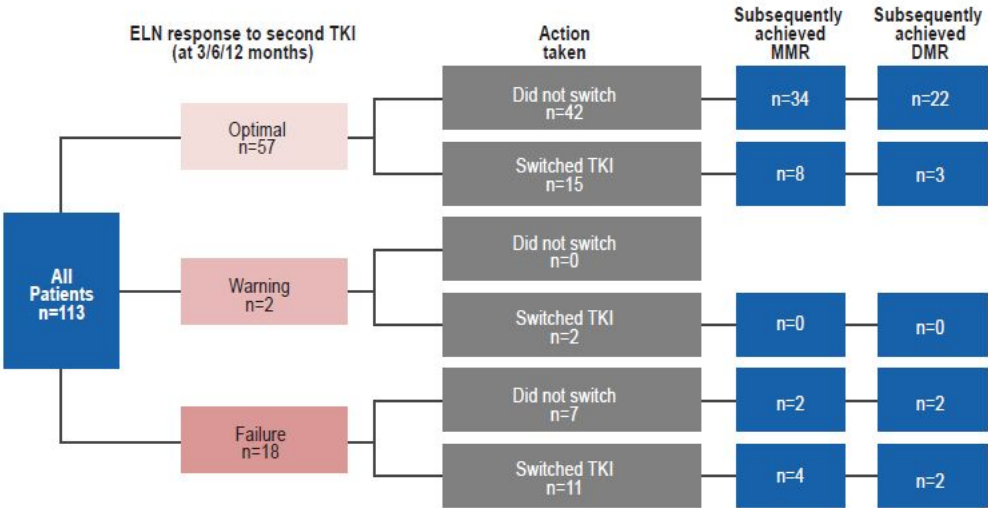 ELN response to second TKI
(at 3/6/12 months)
Action
taken
Subsequently
achieved
MMR
Subsequently
achieved
DMR
All
Patients
n=113
Optimal
n=57
Did not switch
n=42
n=34
n=22
Switched TKI
n=15
n=8
n=3
Warning
n=2
Did not switch
n=0
Switched TKI
n=2
n=0
n=0
Failure
n=18
Did not switch
n=7
n=2
n=2
Switched TKI
n=11
n=4
n=2